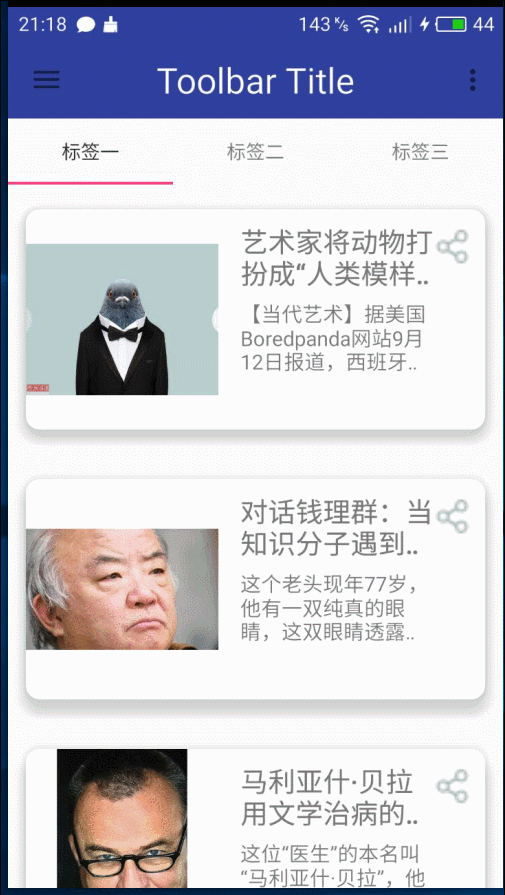 21:18 143 K/s 44
Toolbar Title
标签一 标签二 标签三
艺术家将动物打
扮成“人类模样..
【当代艺术】据美国
Boredpanda网站9月
12日报道，西班牙..
对话钱理群：当
知识分子遇到..
这个老头现年77岁，
他有一双纯真的眼
睛，这双眼睛透露..
马利亚什·贝拉
用文学治病的..
这位“医生”的本名叫
“马利亚什·贝拉”，他